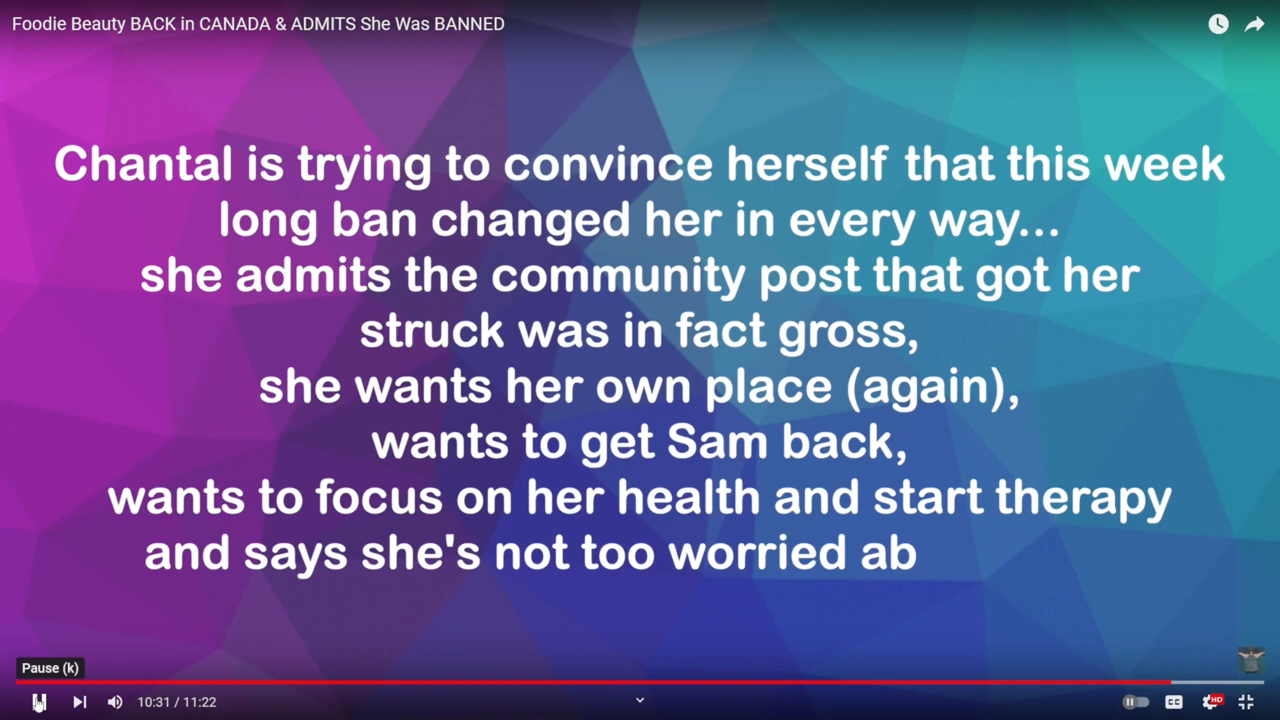 Foodie Beauty BACK in CANADA & ADMITS She Was BANNED
Chantal is trying to convince herself that this week
long ban changed her in every way...
she admits the community post that got her
struck was in fact gross,
she wants her own place (again),
wants to get Sam back,
wants to focus on her health and start therapy
and says she's not too worried ab
Pause (k)
10:31 / 11:22
CC
HD